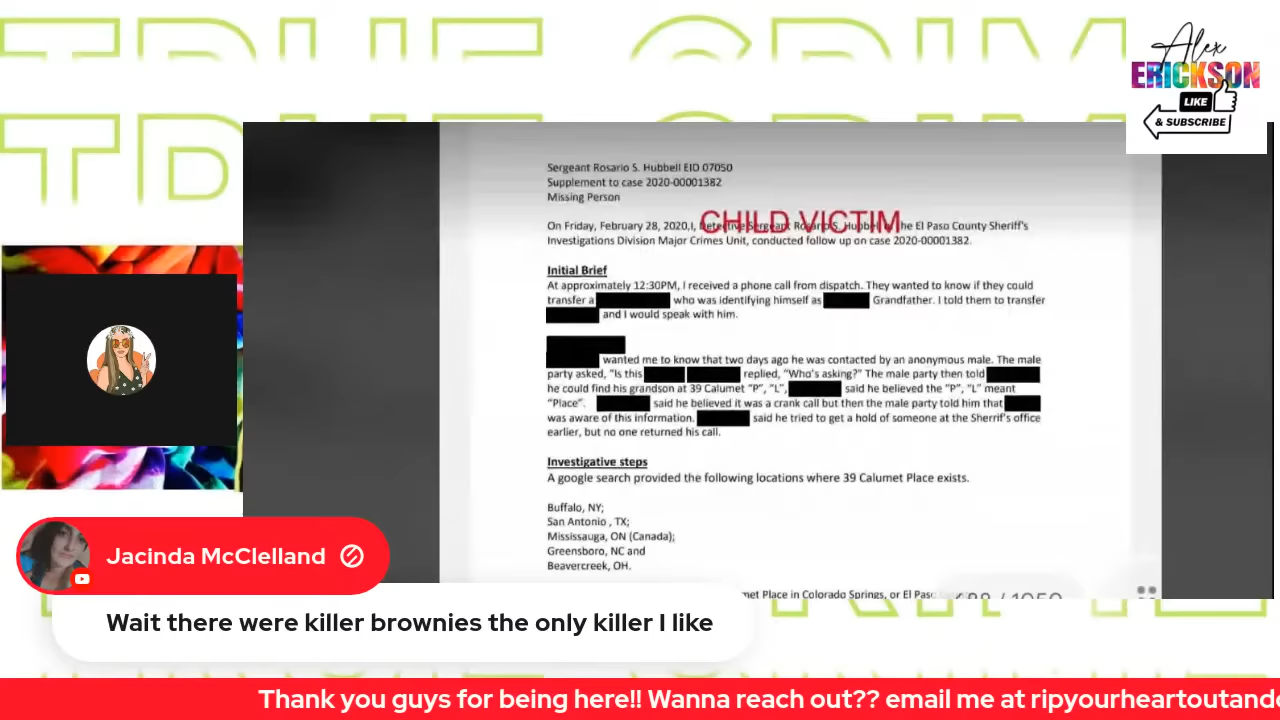 TRUE CRIM
Alex
ERICKSON
LIKE
& SUBSCRIBE
Sergeant Rosario S. Hubbell EID 07050
Supplement to case 2020-00001382
Missing Person
CHILD VICTIM
On Friday, February 28, 2020,I, Detective Sergeant Rosario S. Hubbell the El Paso County Sheriff's
Investigations Division Major Crimes Unit, conducted follow up on case 2020-00001382.
Initial Brief
At approximately 12:30PM, I received a phone call from dispatch. They wanted to know if they could
transfer a who was identifying himself as Grandfather. I told them to transfer
and I would speak with him.
wanted me to know that two days ago he was contacted by an anonymous male. The male
party asked, "Is this replied, "Who's asking?" The male party then told
he could find his grandson at 39 Calumet "P", "L", said he believed the "P", "L" meant
"Place". said he believed it was a crank call but then the male party told him that
was aware of this information. said he tried to get a hold of someone at the Sherrif's office
earlier, but no one returned his call.
Investigative steps
A google search provided the following locations where 39 Calumet Place exists.
Buffalo, NY;
San Antonio , TX;
Mississauga, ON (Canada);
Greensboro, NC and
Beavercreek, OH.
met Place in Colorado Springs, or El Paso
Jacinda McClelland
Wait there were killer brownies the only killer I like
Thank you guys for being here!! Wanna reach out?? email me at ripyourheartoutand